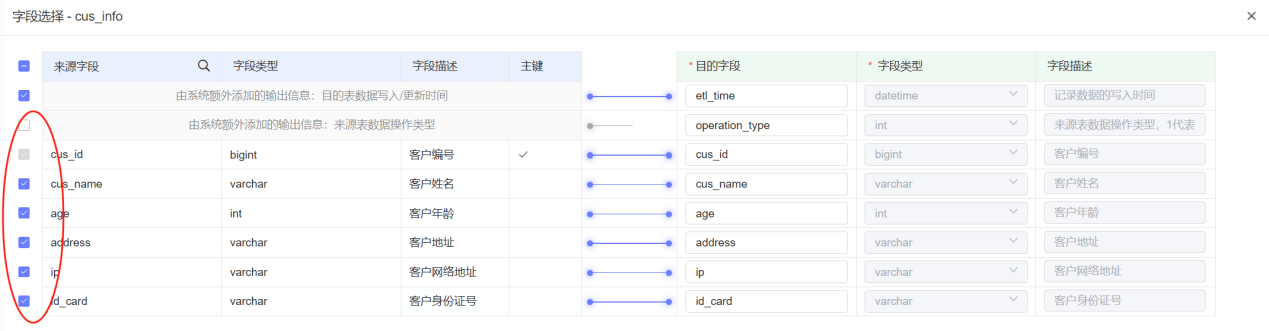 字段选择 - cus_info
来源字段 字段类型 字段描述 主键 * 目的字段 * 字段类型 字段描述
由系统额外添加的输出信息：目的表数据写入/更新时间 etl_time datetime 记录数据的写入时间
由系统额外添加的输出信息：来源表数据操作类型 operation_type int 来源表数据操作类型，1代表
cus_id bigint 客户编号 cus_id bigint 客户编号
cus_name varchar 客户姓名 cus_name varchar 客户姓名
age int 客户年龄 age int 客户年龄
address varchar 客户地址 address varchar 客户地址
ip varchar 客户网络地址 ip varchar 客户网络地址
id_card varchar 客户身份证号 id_card varchar 客户身份证号